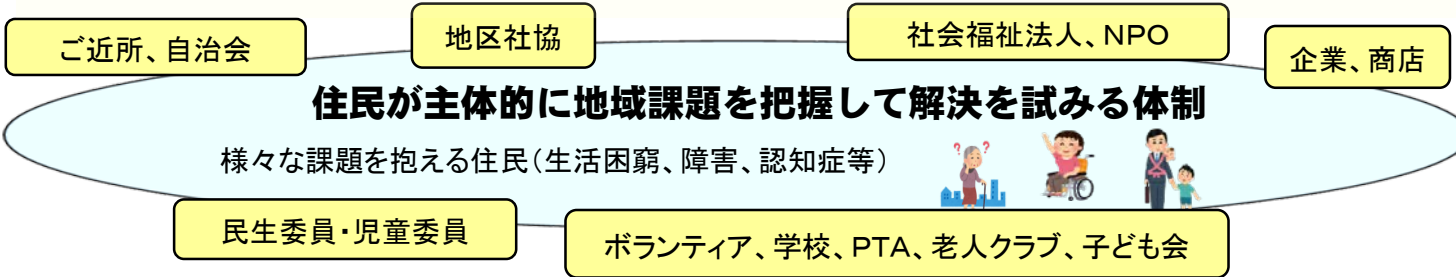 ご近所、自治会
地区社協
社会福祉法人、NPO
企業、商店
住民が主体的に地域課題を把握して解決を試みる体制
様々な課題を抱える住民(生活困窮、障害、認知症等)
? ?
民生委員・児童委員
ボランティア、学校、PTA、老人クラブ、子ども会